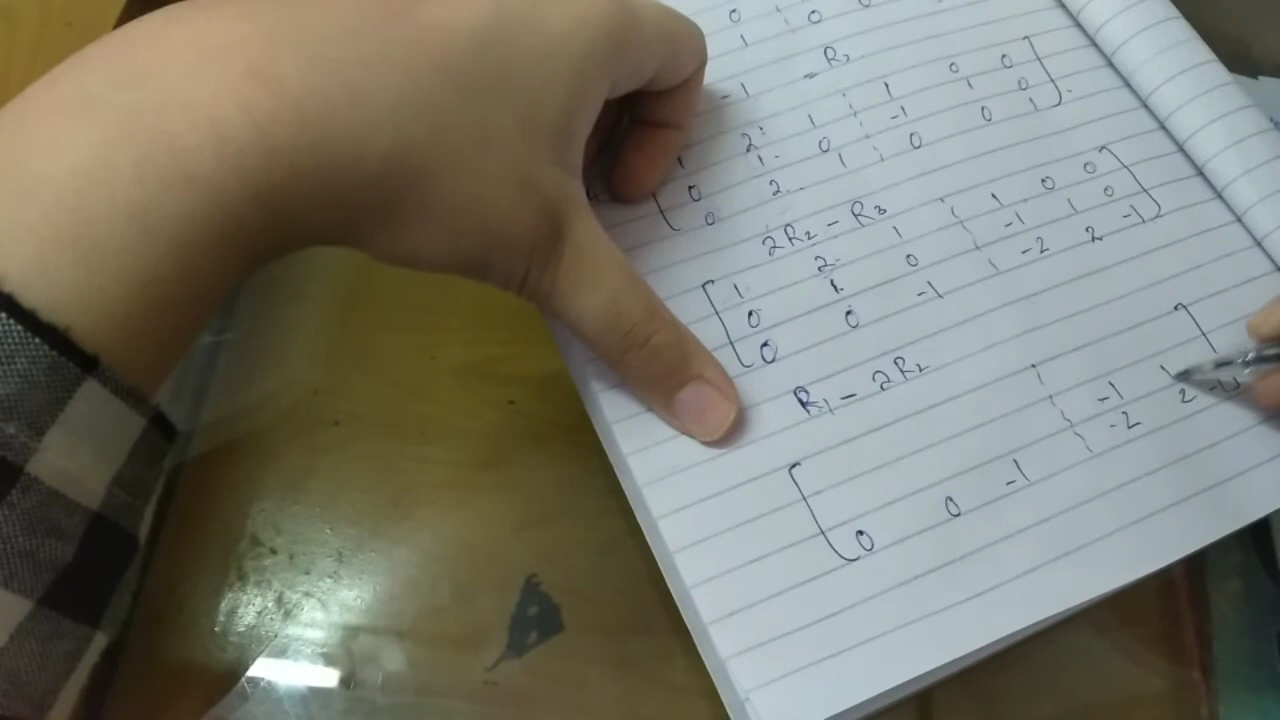 0 ¦ 0
1
-1
1 2 1 ¦ 1 0 0
0 1 0 ¦ -1 1 0
0 2 1 ¦ 0 0 1
2R2 - R3
1 2 1 ¦ 1 0 0
0 1 0 ¦ -1 1 0
0 0 -1 ¦ -2 2 -1
R1 - 2R2
-1 1
0 0 -1 ¦ -2 2